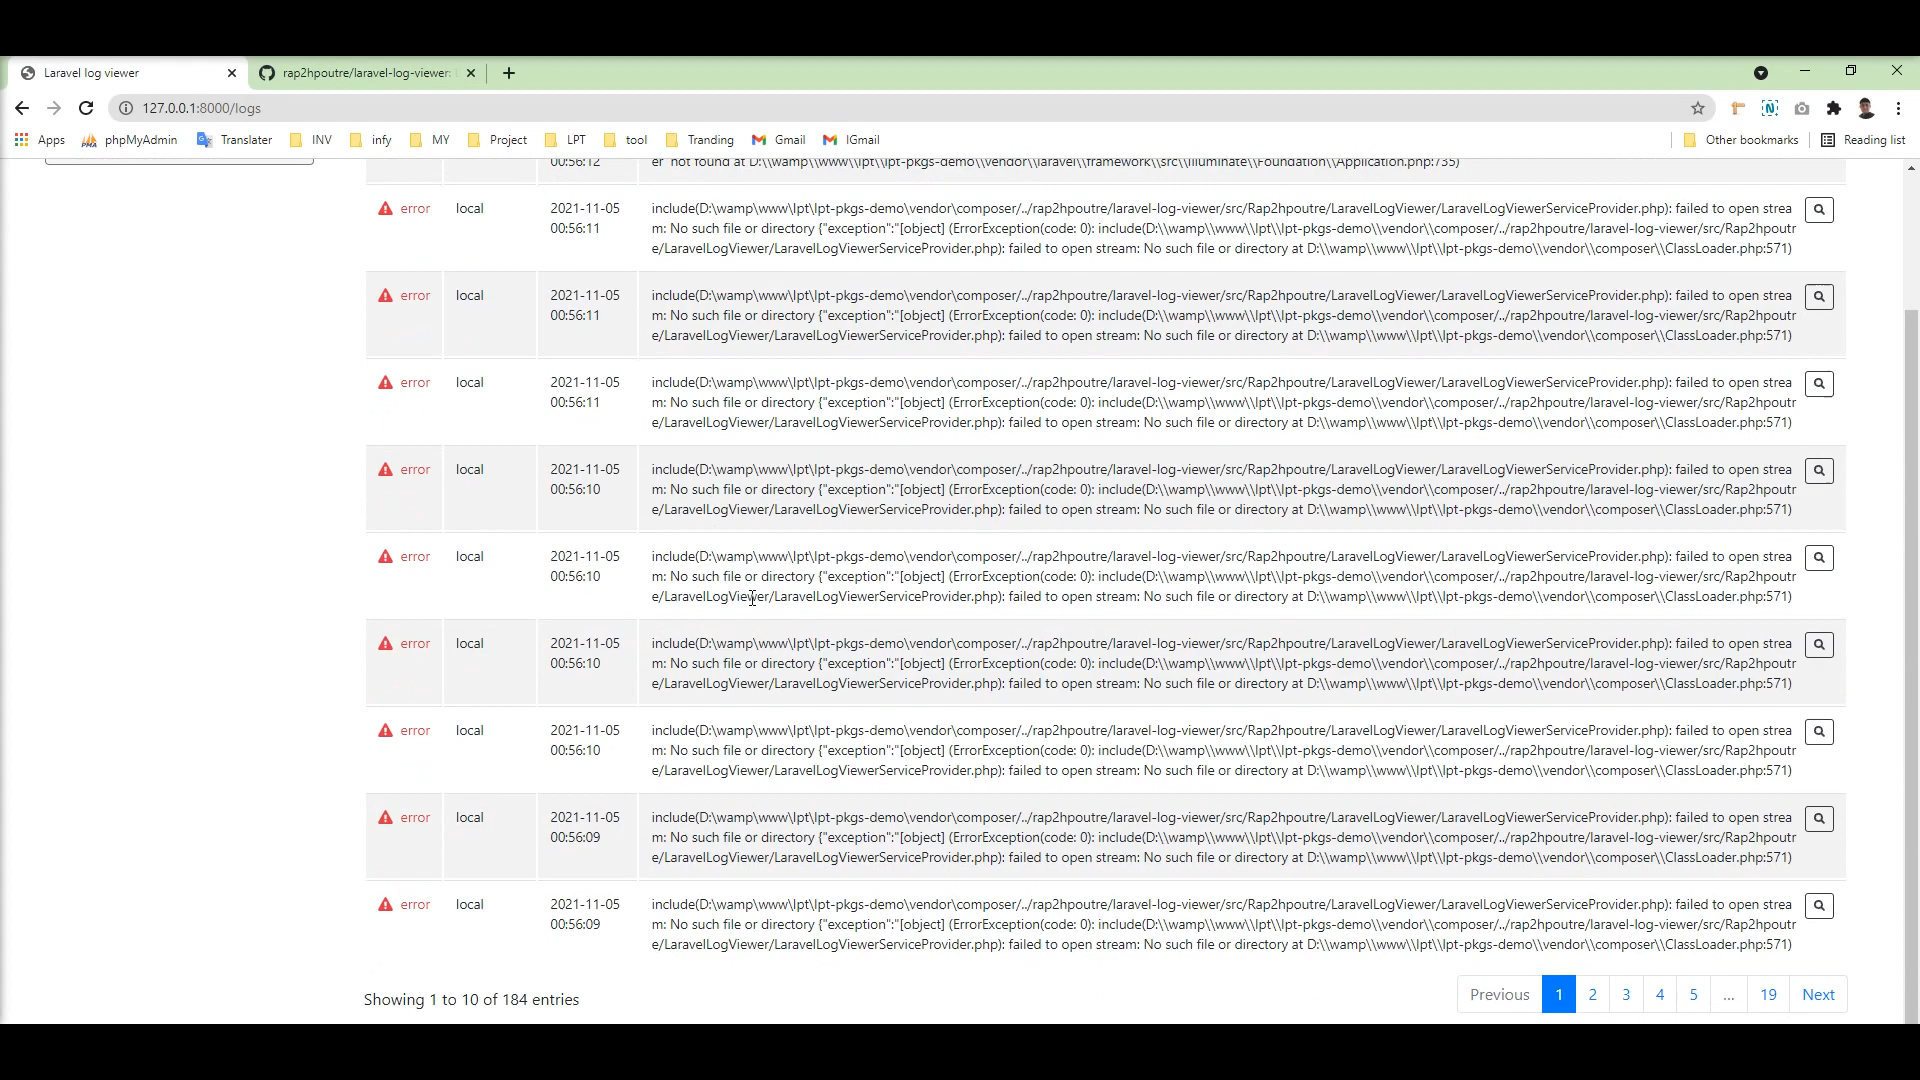 Laravel log viewer
rap2hpoutre/laravel-log-viewer:
127.0.0.1:8000/logs
Apps phpMyAdmin Translater INV infy MY Project LPT tool Tranding Gmail IGmail Other bookmarks Reading list
00:56:12 er' not found at D:\\wamp\\www\\lpt\\lpt-pkgs-demo\\vendor\\laravel\\framework\\src\\Illuminate\\Foundation\\Application.php:735)
error local 2021-11-05 include(D:\wamp\www\lpt\lpt-pkgs-demo\vendor\composer/../rap2hpoutre/laravel-log-viewer/src/Rap2hpoutre/LaravelLogViewer/LaravelLogViewerServiceProvider.php): failed to open strea
00:56:11 m: No such file or directory {"exception":"[object] (ErrorException(code: 0): include(D:\\wamp\\www\\lpt\\lpt-pkgs-demo\\vendor\\composer/../rap2hpoutre/laravel-log-viewer/src/Rap2hpoutr
e/LaravelLogViewer/LaravelLogViewerServiceProvider.php): failed to open stream: No such file or directory at D:\\wamp\\www\\lpt\\lpt-pkgs-demo\\vendor\\composer\\ClassLoader.php:571)
error local 2021-11-05 include(D:\wamp\www\lpt\lpt-pkgs-demo\vendor\composer/../rap2hpoutre/laravel-log-viewer/src/Rap2hpoutre/LaravelLogViewer/LaravelLogViewerServiceProvider.php): failed to open strea
00:56:11 m: No such file or directory {"exception":"[object] (ErrorException(code: 0): include(D:\\wamp\\www\\lpt\\lpt-pkgs-demo\\vendor\\composer/../rap2hpoutre/laravel-log-viewer/src/Rap2hpoutr
e/LaravelLogViewer/LaravelLogViewerServiceProvider.php): failed to open stream: No such file or directory at D:\\wamp\\www\\lpt\\lpt-pkgs-demo\\vendor\\composer\\ClassLoader.php:571)
error local 2021-11-05 include(D:\wamp\www\lpt\lpt-pkgs-demo\vendor\composer/../rap2hpoutre/laravel-log-viewer/src/Rap2hpoutre/LaravelLogViewer/LaravelLogViewerServiceProvider.php): failed to open strea
00:56:11 m: No such file or directory {"exception":"[object] (ErrorException(code: 0): include(D:\\wamp\\www\\lpt\\lpt-pkgs-demo\\vendor\\composer/../rap2hpoutre/laravel-log-viewer/src/Rap2hpoutr
e/LaravelLogViewer/LaravelLogViewerServiceProvider.php): failed to open stream: No such file or directory at D:\\wamp\\www\\lpt\\lpt-pkgs-demo\\vendor\\composer\\ClassLoader.php:571)
error local 2021-11-05 include(D:\wamp\www\lpt\lpt-pkgs-demo\vendor\composer/../rap2hpoutre/laravel-log-viewer/src/Rap2hpoutre/LaravelLogViewer/LaravelLogViewerServiceProvider.php): failed to open strea
00:56:10 m: No such file or directory {"exception":"[object] (ErrorException(code: 0): include(D:\\wamp\\www\\lpt\\lpt-pkgs-demo\\vendor\\composer/../rap2hpoutre/laravel-log-viewer/src/Rap2hpoutr
e/LaravelLogViewer/LaravelLogViewerServiceProvider.php): failed to open stream: No such file or directory at D:\\wamp\\www\\lpt\\lpt-pkgs-demo\\vendor\\composer\\ClassLoader.php:571)
error local 2021-11-05 include(D:\wamp\www\lpt\lpt-pkgs-demo\vendor\composer/../rap2hpoutre/laravel-log-viewer/src/Rap2hpoutre/LaravelLogViewer/LaravelLogViewerServiceProvider.php): failed to open strea
00:56:10 m: No such file or directory {"exception":"[object] (ErrorException(code: 0): include(D:\\wamp\\www\\lpt\\lpt-pkgs-demo\\vendor\\composer/../rap2hpoutre/laravel-log-viewer/src/Rap2hpoutr
e/LaravelLogViewer/LaravelLogViewerServiceProvider.php): failed to open stream: No such file or directory at D:\\wamp\\www\\lpt\\lpt-pkgs-demo\\vendor\\composer\\ClassLoader.php:571)
error local 2021-11-05 include(D:\wamp\www\lpt\lpt-pkgs-demo\vendor\composer/../rap2hpoutre/laravel-log-viewer/src/Rap2hpoutre/LaravelLogViewer/LaravelLogViewerServiceProvider.php): failed to open strea
00:56:10 m: No such file or directory {"exception":"[object] (ErrorException(code: 0): include(D:\\wamp\\www\\lpt\\lpt-pkgs-demo\\vendor\\composer/../rap2hpoutre/laravel-log-viewer/src/Rap2hpoutr
e/LaravelLogViewer/LaravelLogViewerServiceProvider.php): failed to open stream: No such file or directory at D:\\wamp\\www\\lpt\\lpt-pkgs-demo\\vendor\\composer\\ClassLoader.php:571)
error local 2021-11-05 include(D:\wamp\www\lpt\lpt-pkgs-demo\vendor\composer/../rap2hpoutre/laravel-log-viewer/src/Rap2hpoutre/LaravelLogViewer/LaravelLogViewerServiceProvider.php): failed to open strea
00:56:10 m: No such file or directory {"exception":"[object] (ErrorException(code: 0): include(D:\\wamp\\www\\lpt\\lpt-pkgs-demo\\vendor\\composer/../rap2hpoutre/laravel-log-viewer/src/Rap2hpoutr
e/LaravelLogViewer/LaravelLogViewerServiceProvider.php): failed to open stream: No such file or directory at D:\\wamp\\www\\lpt\\lpt-pkgs-demo\\vendor\\composer\\ClassLoader.php:571)
error local 2021-11-05 include(D:\wamp\www\lpt\lpt-pkgs-demo\vendor\composer/../rap2hpoutre/laravel-log-viewer/src/Rap2hpoutre/LaravelLogViewer/LaravelLogViewerServiceProvider.php): failed to open strea
00:56:09 m: No such file or directory {"exception":"[object] (ErrorException(code: 0): include(D:\\wamp\\www\\lpt\\lpt-pkgs-demo\\vendor\\composer/../rap2hpoutre/laravel-log-viewer/src/Rap2hpoutr
e/LaravelLogViewer/LaravelLogViewerServiceProvider.php): failed to open stream: No such file or directory at D:\\wamp\\www\\lpt\\lpt-pkgs-demo\\vendor\\composer\\ClassLoader.php:571)
error local 2021-11-05 include(D:\wamp\www\lpt\lpt-pkgs-demo\vendor\composer/../rap2hpoutre/laravel-log-viewer/src/Rap2hpoutre/LaravelLogViewer/LaravelLogViewerServiceProvider.php): failed to open strea
00:56:09 m: No such file or directory {"exception":"[object] (ErrorException(code: 0): include(D:\\wamp\\www\\lpt\\lpt-pkgs-demo\\vendor\\composer/../rap2hpoutre/laravel-log-viewer/src/Rap2hpoutr
e/LaravelLogViewer/LaravelLogViewerServiceProvider.php): failed to open stream: No such file or directory at D:\\wamp\\www\\lpt\\lpt-pkgs-demo\\vendor\\composer\\ClassLoader.php:571)
Showing 1 to 10 of 184 entries
Previous 1 2 3 4 5 ... 19 Next